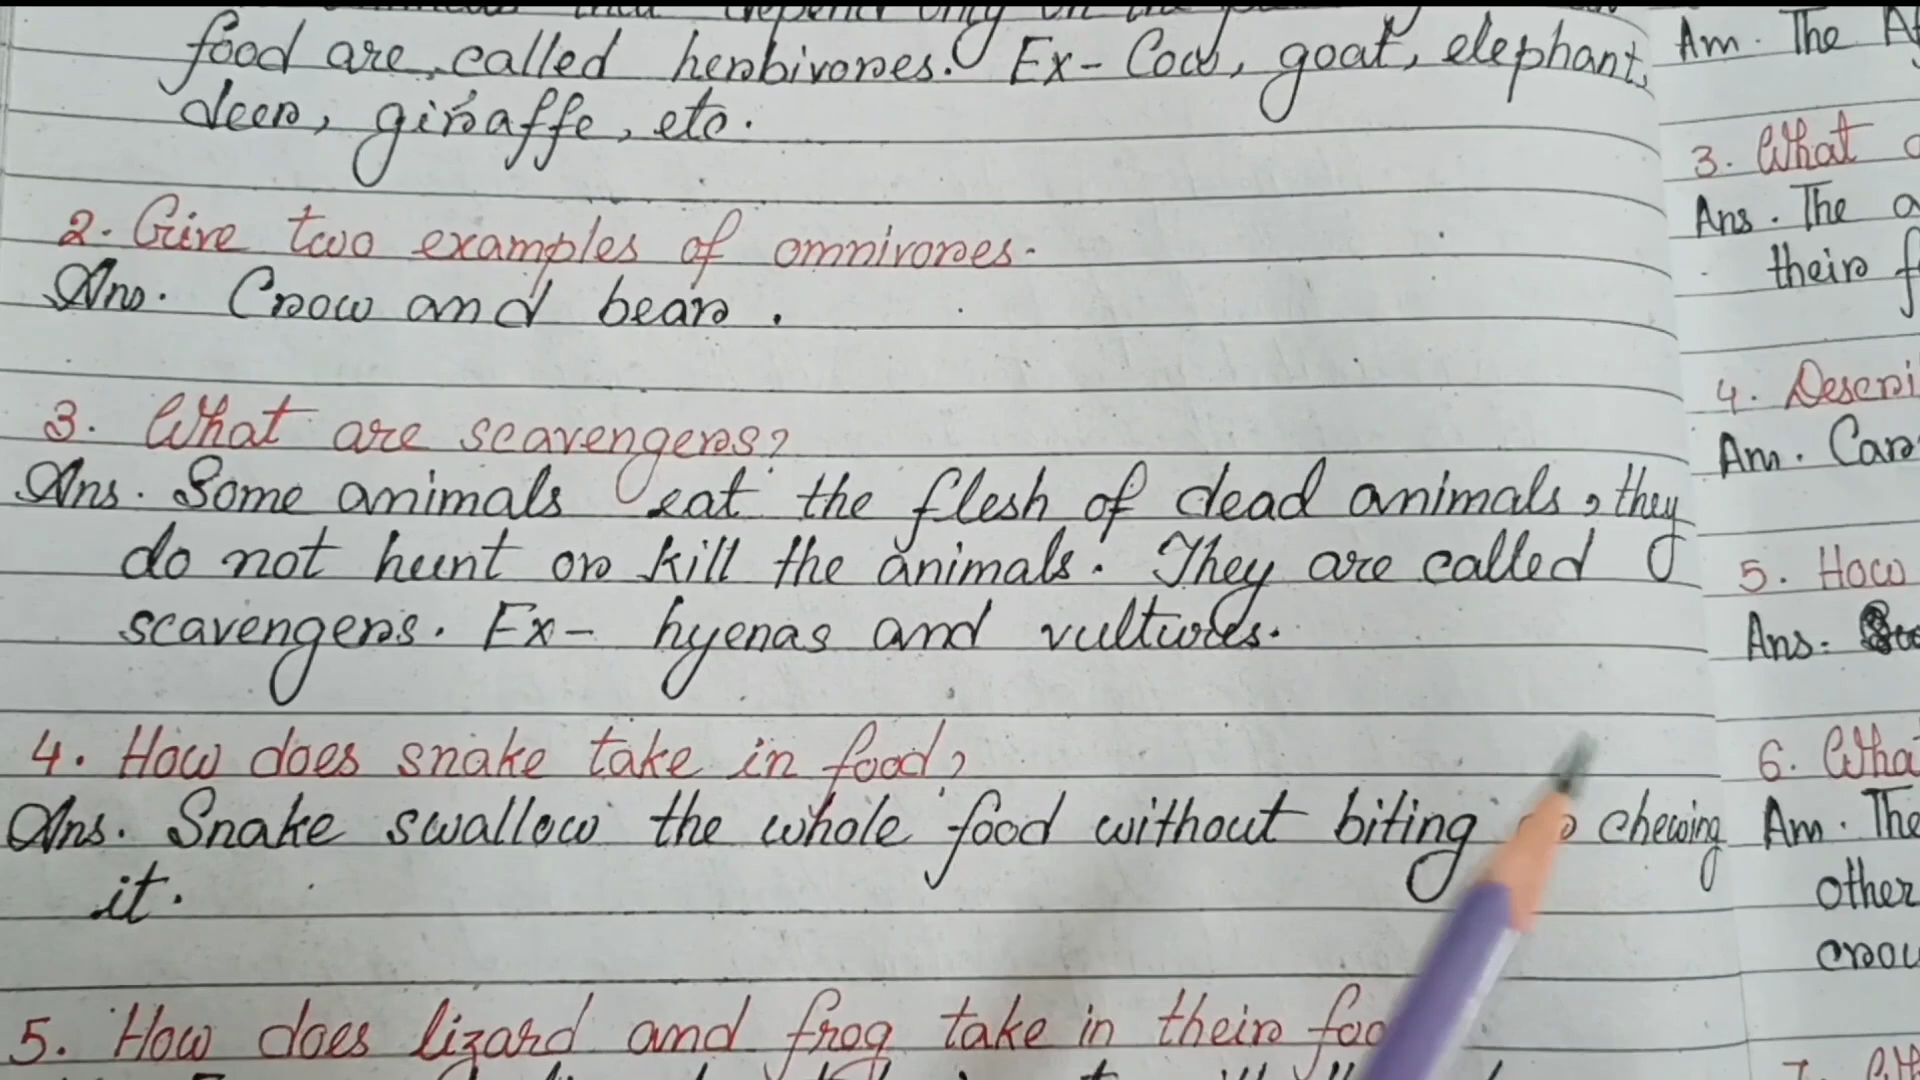 food are called herbivores. Ex- Cow, goat, elephant,
deer, giraffe, etc.
2. Give two examples of omnivores.
Ans. Crow and bear.
3. What are scavengers?
Ans. Some animals eat the flesh of dead animals, they
do not hunt or kill the animals. They are called
scavengers. Ex- hyenas and vultures.
4. How does snake take in food?
Ans. Snake swallow the whole food without biting chewing
it.
5. How does lizard and frog take in their
Am. The
3. What
Ans. The
their
4.
Am.
5. How
Ans.
6.
Am. The
other
7.